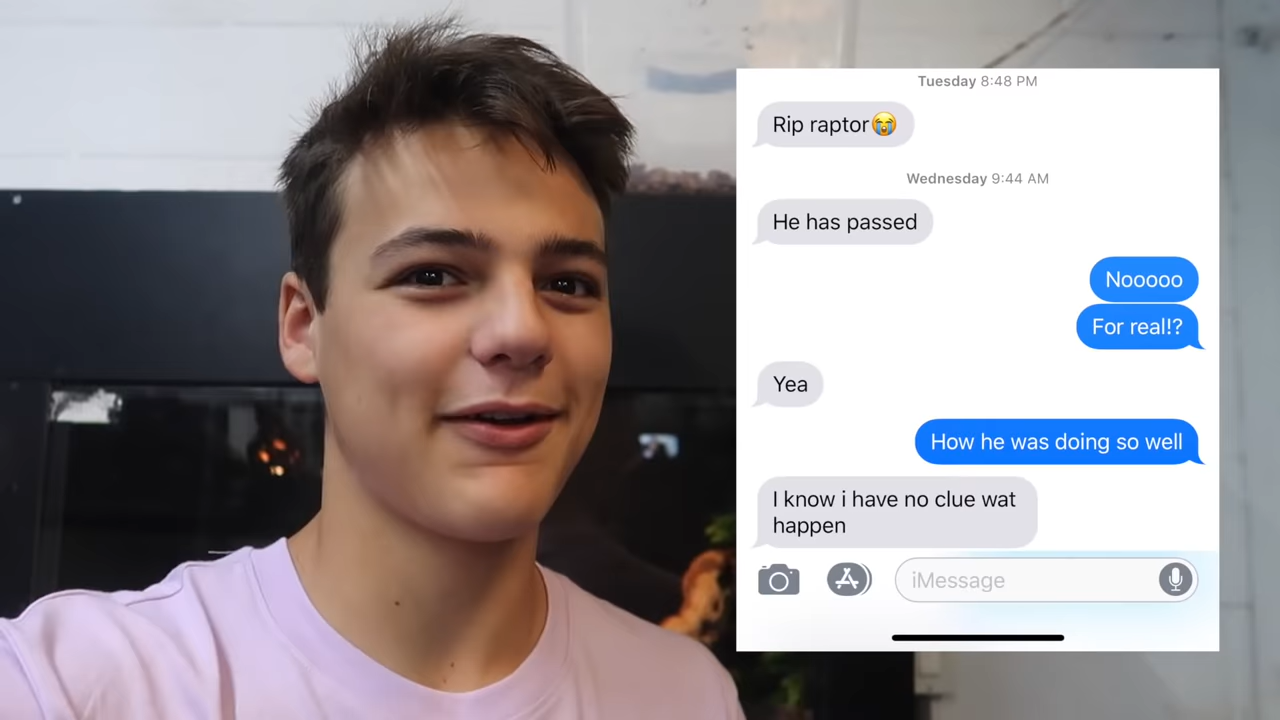 Tuesday 8:48 PM
Rip raptor😭
Wednesday 9:44 AM
He has passed
Nooooo
For real!?
Yea
How he was doing so well
I know i have no clue wat
happen
iMessage